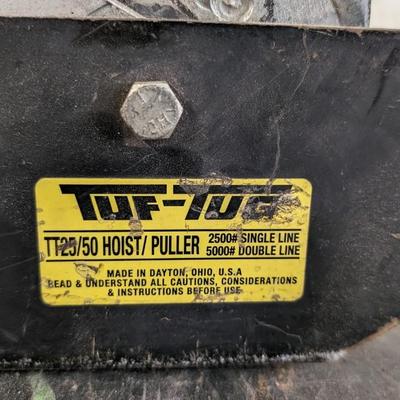 TUF-TUG
TT25/50 HOIST/ PULLER 2500# SINGLE LINE
5000# DOUBLE LINE
MADE IN DAYTON, OHIO, U.S.A
READ & UNDERSTAND ALL CAUTIONS, CONSIDERATIONS
& INSTRUCTIONS BEFORE USE